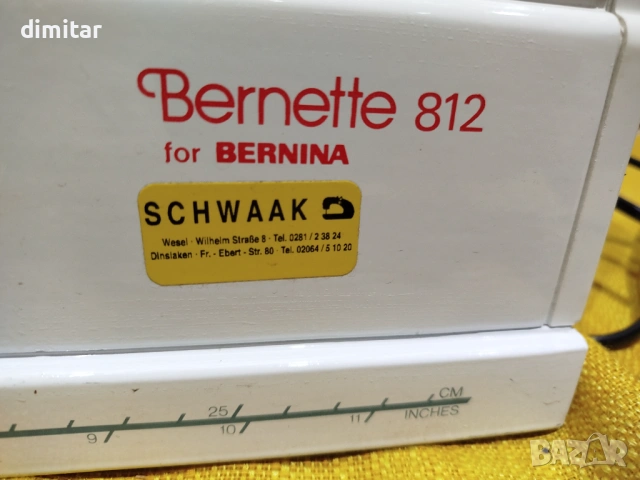 dimitar
Bernette 812
for BERNINA
SCHWAAK
Wesel · Wilhelm Straße 8 · Tel. 0281 / 2 38 24
Dinslaken · Fr. - Ebert - Str. 80 · Tel. 02064 / 5 10 20
25 CM
9 10 11 INCHES
BAZAR